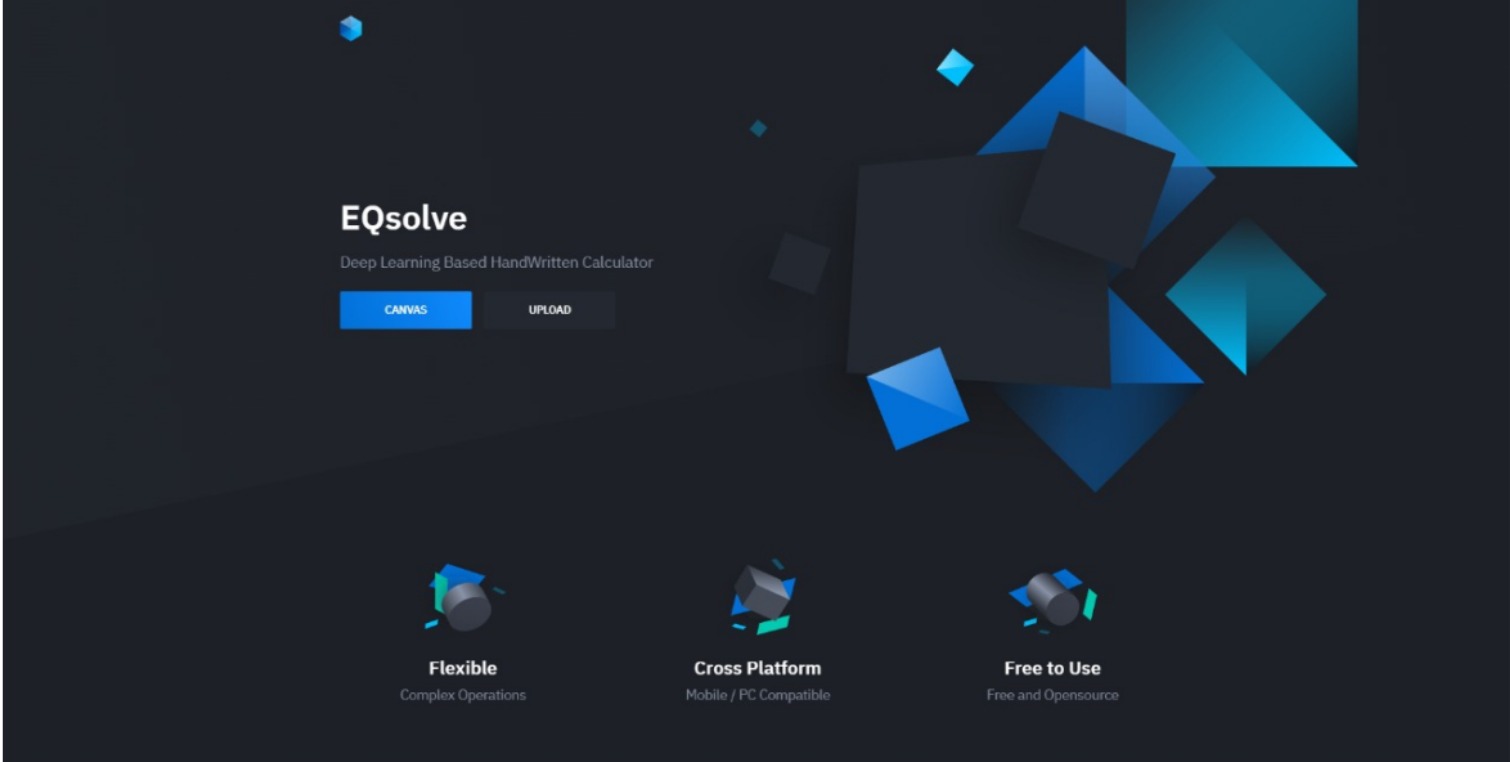 EQsolve
Deep Learning Based HandWritten Calculator
CANVAS UPLOAD
Flexible Cross Platform Free to Use
Complex Operations Mobile / PC Compatible Free and Opensource